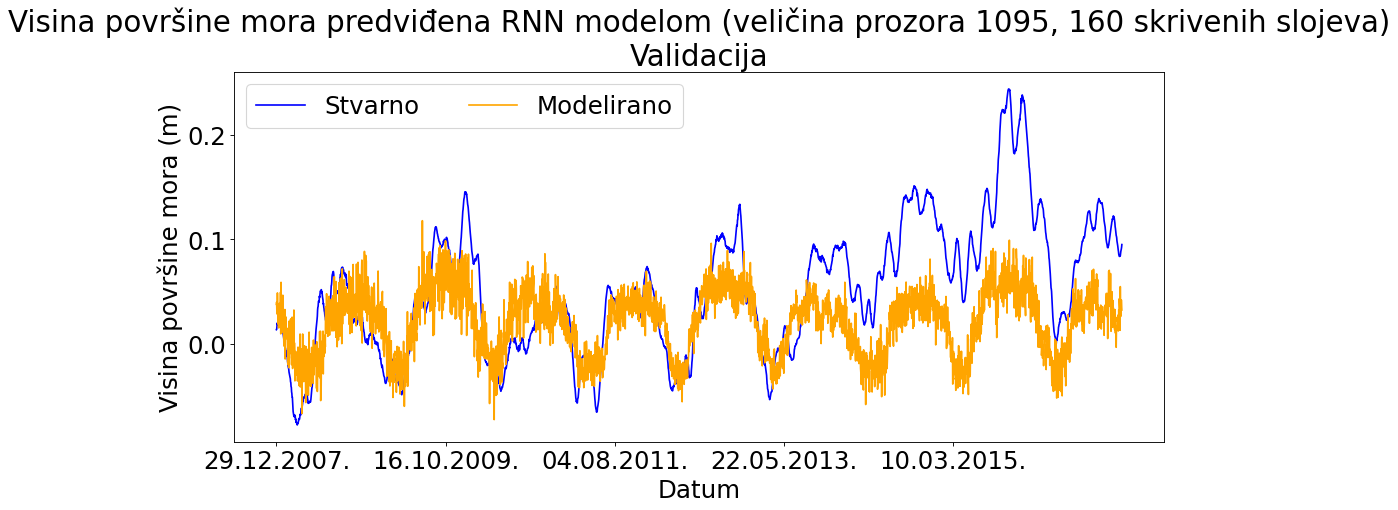 Visina površine mora predviđena RNN modelom (veličina prozora 1095, 160 skrivenih slojeva)
Validacija
Stvarno
Modelirano
Visina površine mora (m)
0.2
0.1
0.0
29.12.2007.
16.10.2009.
04.08.2011.
22.05.2013.
10.03.2015.
Datum